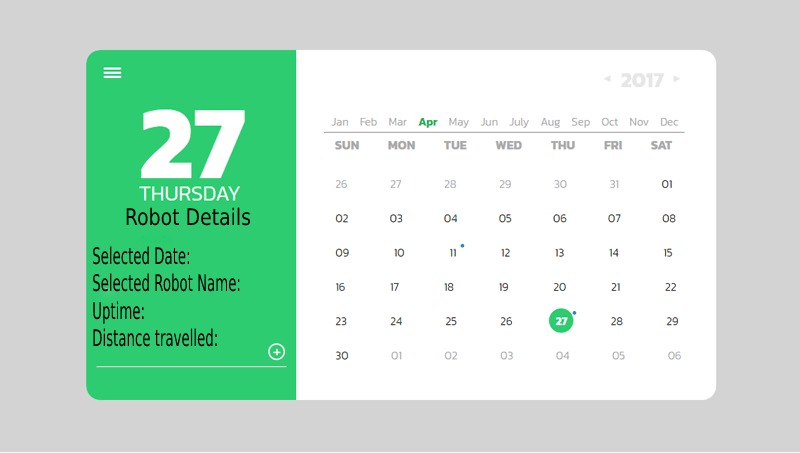 27
THURSDAY
Robot Details
Selected Date:
Selected Robot Name:
Uptime:
Distance travelled:
2017
Jan Feb Mar Apr May Jun July Aug Sep Oct Nov Dec
SUN MON TUE WED THU FRI SAT
26 27 28 29 30 31 01
02 03 04 05 06 07 08
09 10 11 12 13 14 15
16 17 18 19 20 21 22
23 24 25 26 27 28 29
30 01 02 03 04 05 06